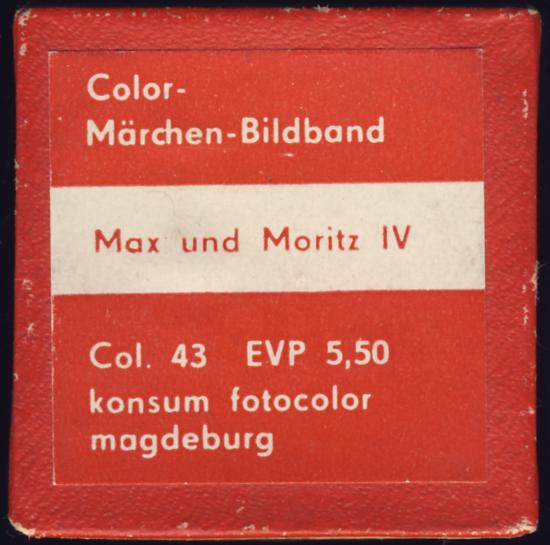 Color-
Märchen-Bildband
Max und Moritz IV
Col. 43 EVP 5,50
konsum fotocolor
magdeburg